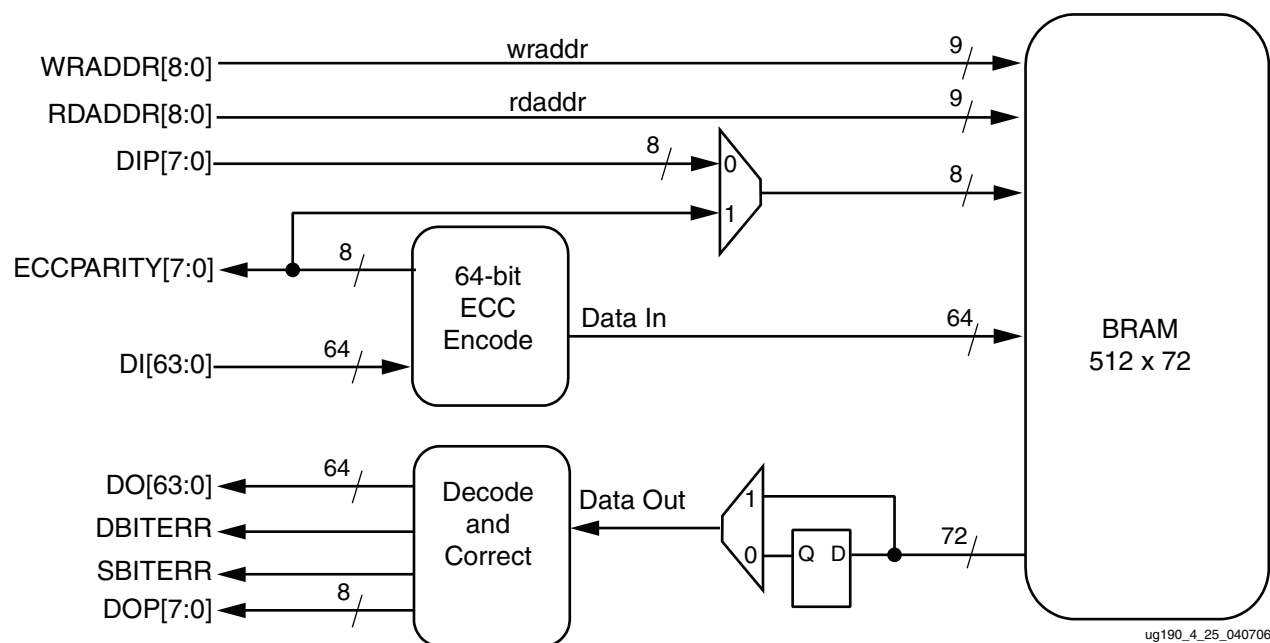 WRADDR[8:0]
wraddr
9
RDADDR[8:0]
rdaddr
9
DIP[7:0]
8
0
8
1
ECCPARITY[7:0]
8
64-bit
ECC
Encode
Data In
64
DI[63:0]
64
BRAM
512 x 72
DO[63:0]
64
DBITERR
SBITERR
DOP[7:0]
8
Decode
and
Correct
Data Out
1
0
Q D
72
ug190_4_25_040706